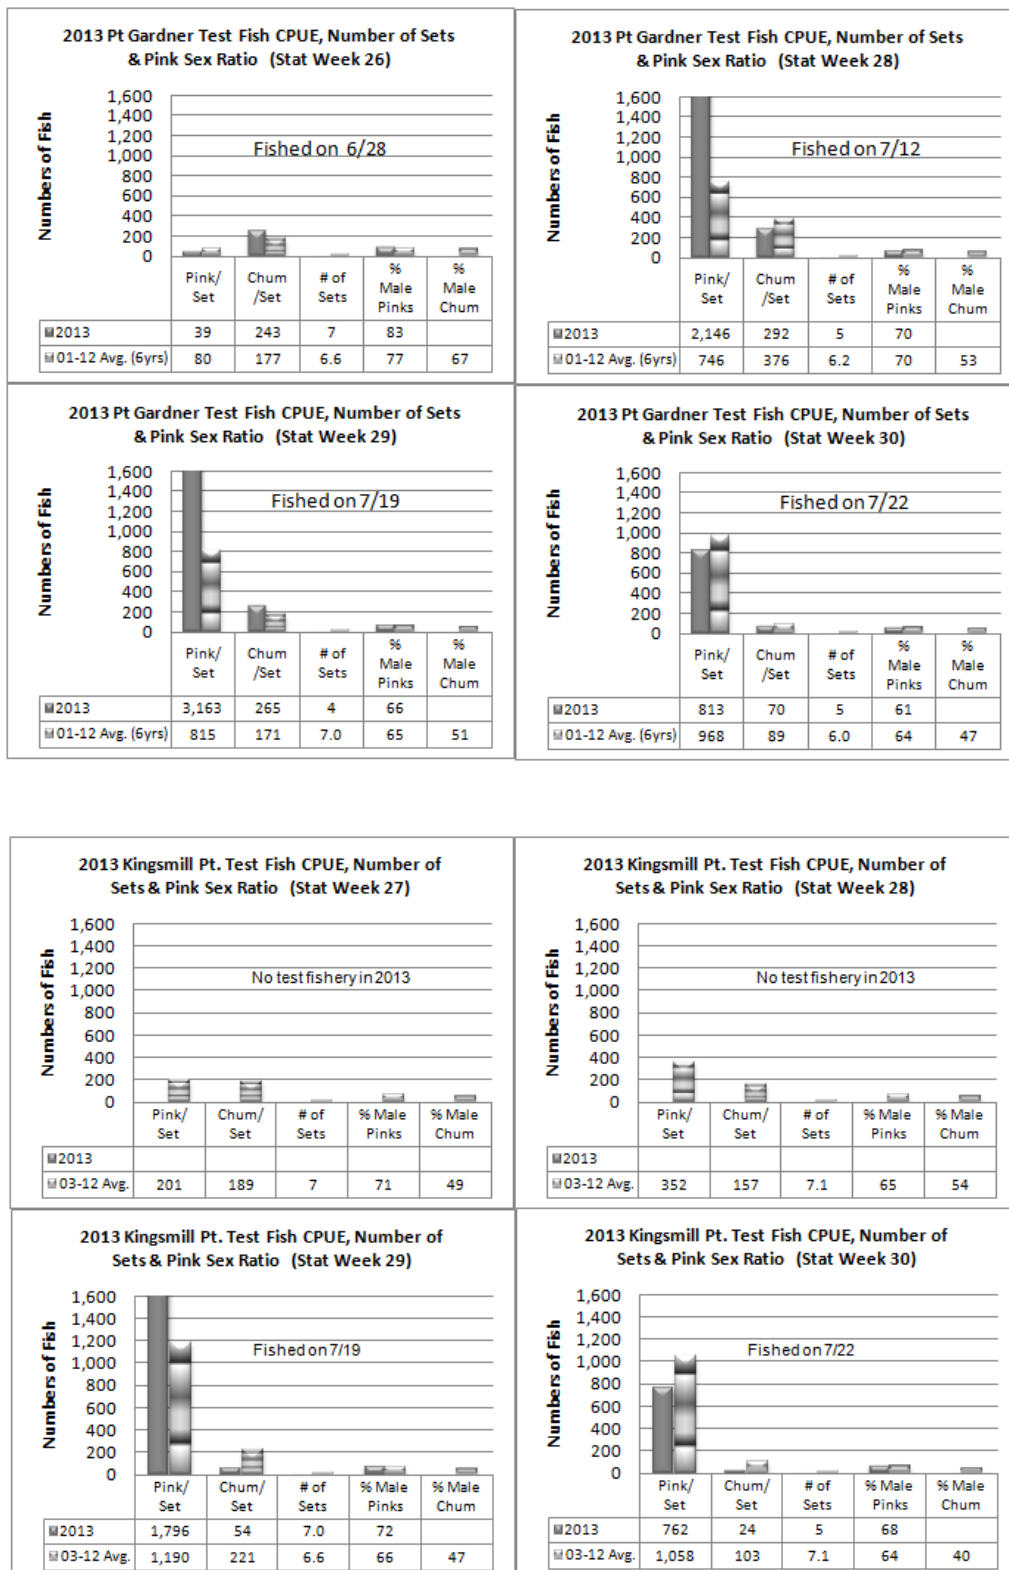 2013 Pt Gardner Test Fish CPUE, Number of Sets
& Pink Sex Ratio (Stat Week 26)
Numbers of Fish
1,600
1,400
1,200
1,000
800
600
400
200
0
Fished on 6/28
Pink/ Set	Chum /Set	# of Sets	% Male Pinks	% Male Chum
2013	39	243	7	83
01-12 Avg. (6yrs)	80	177	6.6	77	67
2013 Pt Gardner Test Fish CPUE, Number of Sets
& Pink Sex Ratio (Stat Week 28)
Numbers of Fish
1,600
1,400
1,200
1,000
800
600
400
200
0
Fished on 7/12
Pink/ Set	Chum /Set	# of Sets	% Male Pinks	% Male Chum
2013	2,146	292	5	70
01-12 Avg. (6yrs)	746	376	6.2	70	53
2013 Pt Gardner Test Fish CPUE, Number of Sets
& Pink Sex Ratio (Stat Week 29)
Numbers of Fish
1,600
1,400
1,200
1,000
800
600
400
200
0
Fished on 7/19
Pink/ Set	Chum /Set	# of Sets	% Male Pinks	% Male Chum
2013	3,163	265	4	66
01-12 Avg. (6yrs)	815	171	7.0	65	51
2013 Pt Gardner Test Fish CPUE, Number of Sets
& Pink Sex Ratio (Stat Week 30)
Numbers of Fish
1,600
1,400
1,200
1,000
800
600
400
200
0
Fished on 7/22
Pink/ Set	Chum /Set	# of Sets	% Male Pinks	% Male Chum
2013	813	70	5	61
01-12 Avg. (6yrs)	968	89	6.0	64	47
2013 Kingsmill Pt. Test Fish CPUE, Number of
Sets & Pink Sex Ratio (Stat Week 27)
Numbers of Fish
1,600
1,400
1,200
1,000
800
600
400
200
0
No test fishery in 2013
Pink/ Set	Chum/ Set	# of Sets	% Male Pinks	% Male Chum
2013
03-12 Avg.	201	189	7	71	49
2013 Kingsmill Pt. Test Fish CPUE, Number of
Sets & Pink Sex Ratio (Stat Week 28)
Numbers of Fish
1,600
1,400
1,200
1,000
800
600
400
200
0
No test fishery in 2013
Pink/ Set	Chum/ Set	# of Sets	% Male Pinks	% Male Chum
2013
03-12 Avg.	352	157	7.1	65	54
2013 Kingsmill Pt. Test Fish CPUE, Number of
Sets & Pink Sex Ratio (Stat Week 29)
Numbers of Fish
1,600
1,400
1,200
1,000
800
600
400
200
0
Fished on 7/19
Pink/ Set	Chum/ Set	# of Sets	% Male Pinks	% Male Chum
2013	1,796	54	7.0	72
03-12 Avg.	1,190	221	6.6	66	47
2013 Kingsmill Pt. Test Fish CPUE, Number of
Sets & Pink Sex Ratio (Stat Week 30)
Numbers of Fish
1,600
1,400
1,200
1,000
800
600
400
200
0
Fished on 7/22
Pink/ Set	Chum/ Set	# of Sets	% Male Pinks	% Male Chum
2013	762	24	5	68
03-12 Avg.	1,058	103	7.1	64	40